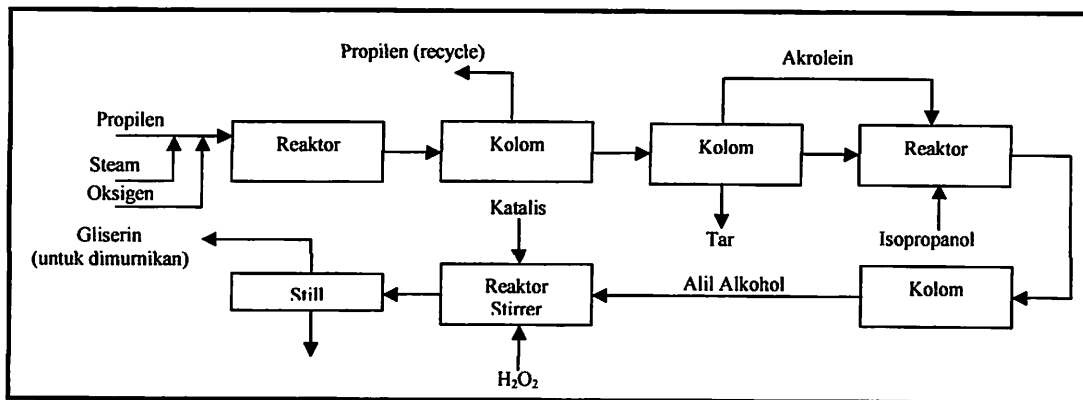 Propilen (recycle)
Akrolein
Propilen
Steam
Oksigen
Reaktor
Kolom
Kolom
Reaktor
Tar
Isopropanol
Katalis
Gliserin
(untuk dimurnikan)
Still
Reaktor
Stirrer
Alil Alkohol
Kolom
H₂O₂